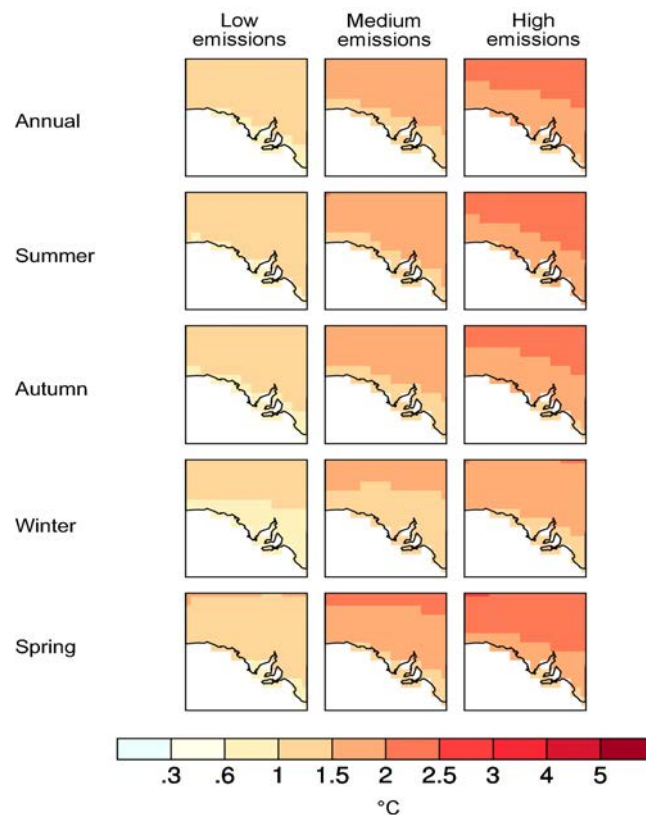 Low emissions
Medium emissions
High emissions
Annual
Summer
Autumn
Winter
Spring
.3 .6 1 1.5 2 2.5 3 4 5
°C